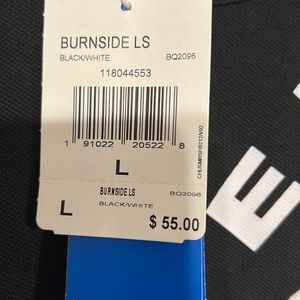 BURNSIDE LS
BLACK/WHITE BQ2096
118044553
1 91022 20522 8
L
BURNSIDE LS BQ2096
BLACK/WHITE
L $ 55.00
E